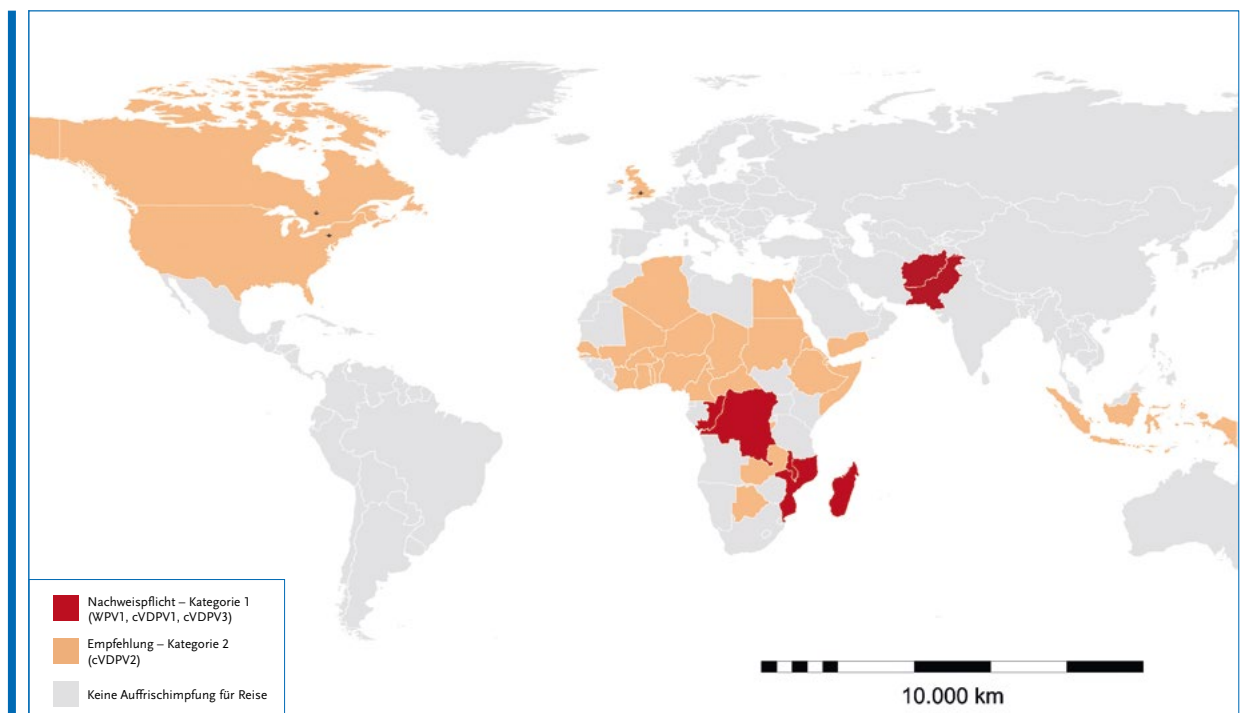 Nachweispflicht – Kategorie 1
(WPV1, cVDPV1, cVDPV3)
Empfehlung – Kategorie 2
(cVDPV2)
Keine Auffrischimpfung für Reise
10.000 km